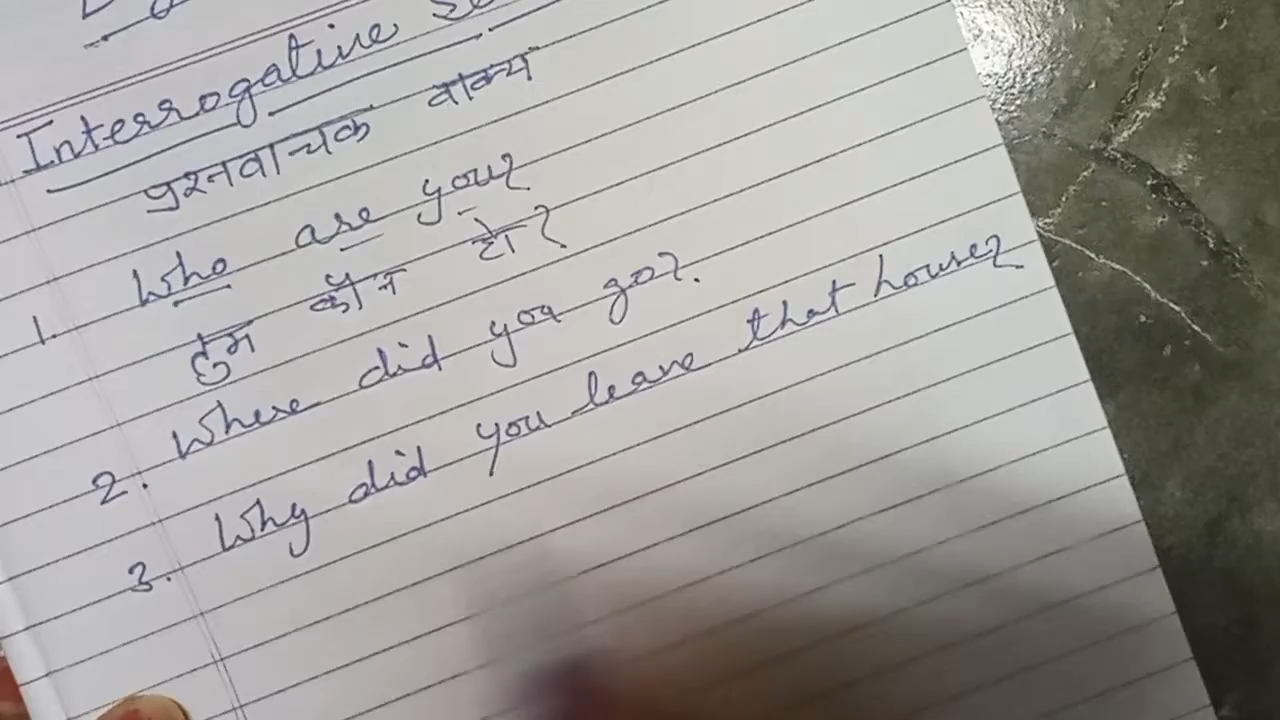 Interrogative
प्रश्नवाचक वाक्य
1. Who are you?
तुम कौन हो?
2. Where did you go?.
3. Why did you leave that house?